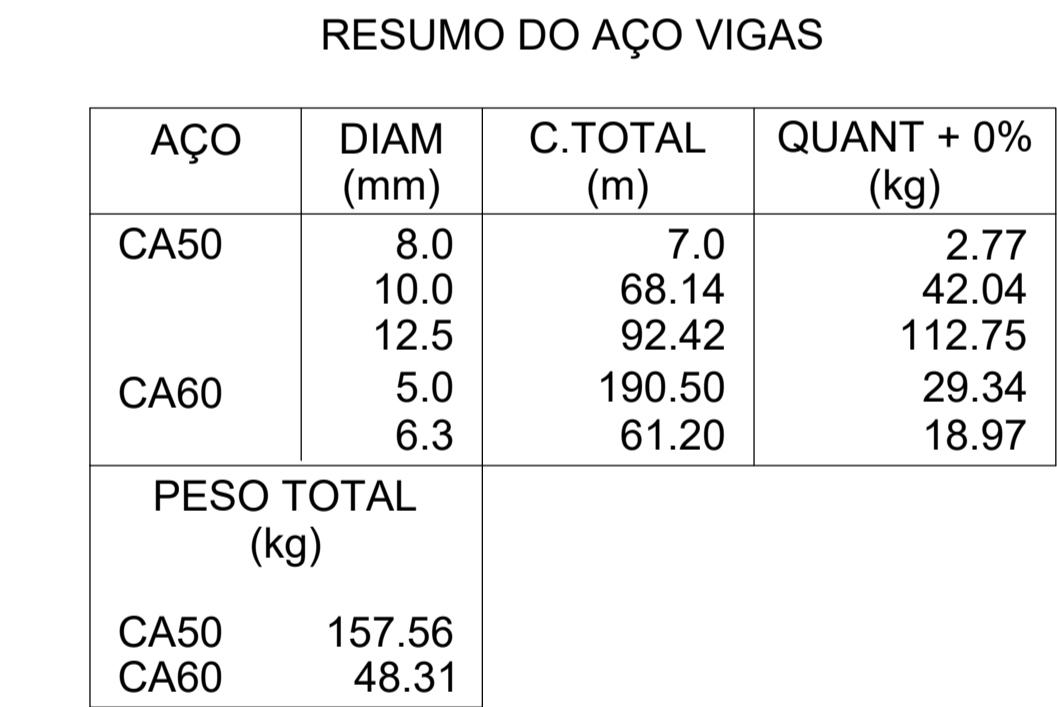 RESUMO DO AÇO VIGAS
AÇO DIAM C.TOTAL QUANT + 0%
(mm) (m) (kg)
CA50 8.0 7.0 2.77
10.0 68.14 42.04
12.5 92.42 112.75
CA60 5.0 190.50 29.34
6.3 61.20 18.97
PESO TOTAL
(kg)
CA50 157.56
CA60 48.31